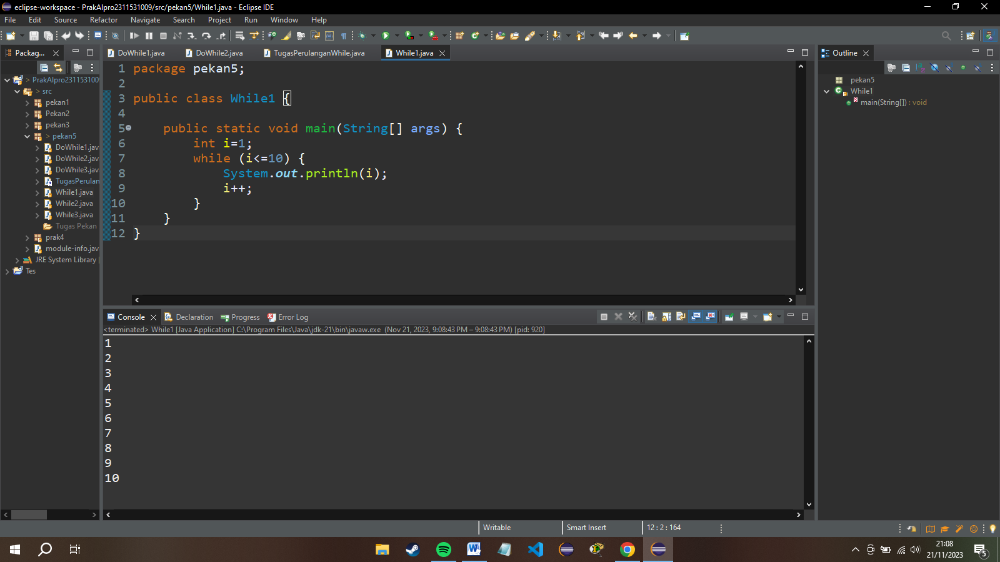 eclipse-workspace - PrakAlpro2311531009/src/pekan5/While1.java - Eclipse IDE
File Edit Source Refactor Navigate Search Project Run Window Help
Packag...
> PrakAlpro2311531009
> src
pekan1
Pekan2
pekan3
> pekan5
DoWhile1.jav
DoWhile2.jav
DoWhile3.jav
TugasPerulan
While1.java
While2.java
While3.java
Tugas Pekan
prak4
module-info.jav
JRE System Library
Tes
DoWhile1.java DoWhile2.java TugasPerulanganWhile.java While1.java
1 package pekan5;
2
3 public class While1 {
4
5 public static void main(String[] args) {
6 int i=1;
7 while (i<=10) {
8 System.out.println(i);
9 i++;
10 }
11 }
12 }
Outline
pekan5
While1
main(String[]) : void
Console Declaration Progress Error Log
<terminated> While1 [Java Application] C:\Program Files\Java\jdk-21\bin\javaw.exe (Nov 21, 2023, 9:08:43 PM – 9:08:43 PM) [pid: 920]
1
2
3
4
5
6
7
8
9
10
Writable Smart Insert 12 : 2 : 164
21:08
21/11/2023
5